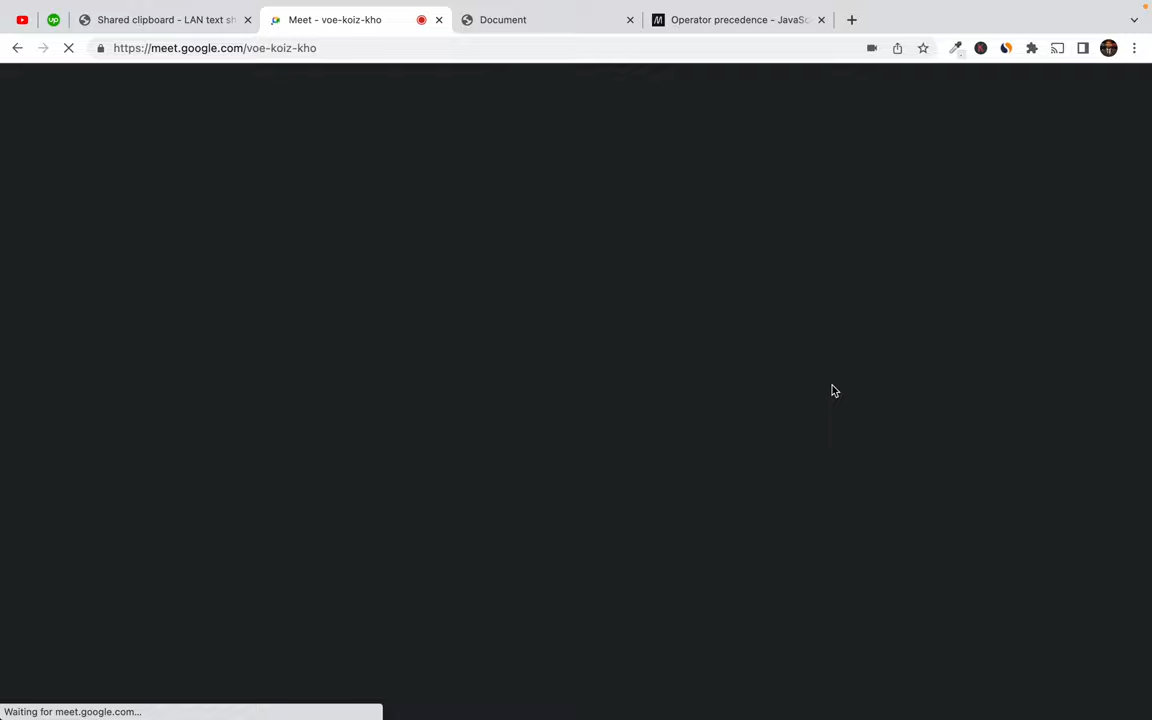 up
Shared clipboard - LAN text sh
Meet - voe-koiz-kho
Document
Operator precedence - JavaSc
https://meet.google.com/voe-koiz-kho
Waiting for meet.google.com...